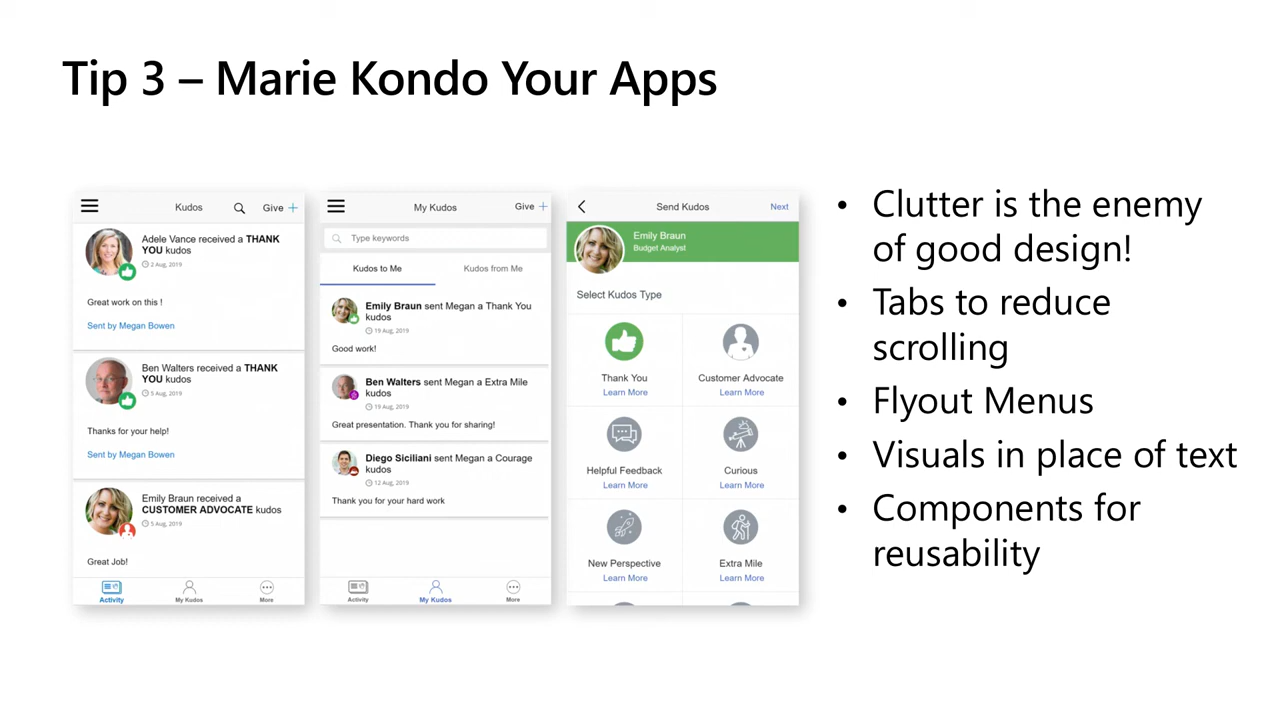 Tip 3 – Marie Kondo Your Apps
Kudos
Give +
Adele Vance received a THANK
YOU kudos
2 Aug, 2019
Great work on this !
Sent by Megan Bowen
Ben Walters received a THANK
YOU kudos
5 Aug, 2019
Thanks for your help!
Sent by Megan Bowen
Emily Braun received a
CUSTOMER ADVOCATE kudos
5 Aug, 2019
Great Job!
Activity
My Kudos
More
My Kudos
Give +
Type keywords
Kudos to Me
Kudos from Me
Emily Braun sent Megan a Thank You
kudos
19 Aug, 2019
Good work!
Ben Walters sent Megan a Extra Mile
kudos
19 Aug, 2019
Great presentation. Thank you for sharing!
Diego Siciliani sent Megan a Courage
kudos
12 Aug, 2019
Thank you for your hard work
Activity
My Kudos
More
Send Kudos
Next
Emily Braun
Budget Analyst
Select Kudos Type
Thank You
Learn More
Customer Advocate
Learn More
Helpful Feedback
Learn More
Curious
Learn More
New Perspective
Learn More
Extra Mile
Learn More
• Clutter is the enemy
of good design!
• Tabs to reduce
scrolling
• Flyout Menus
• Visuals in place of text
• Components for
reusability